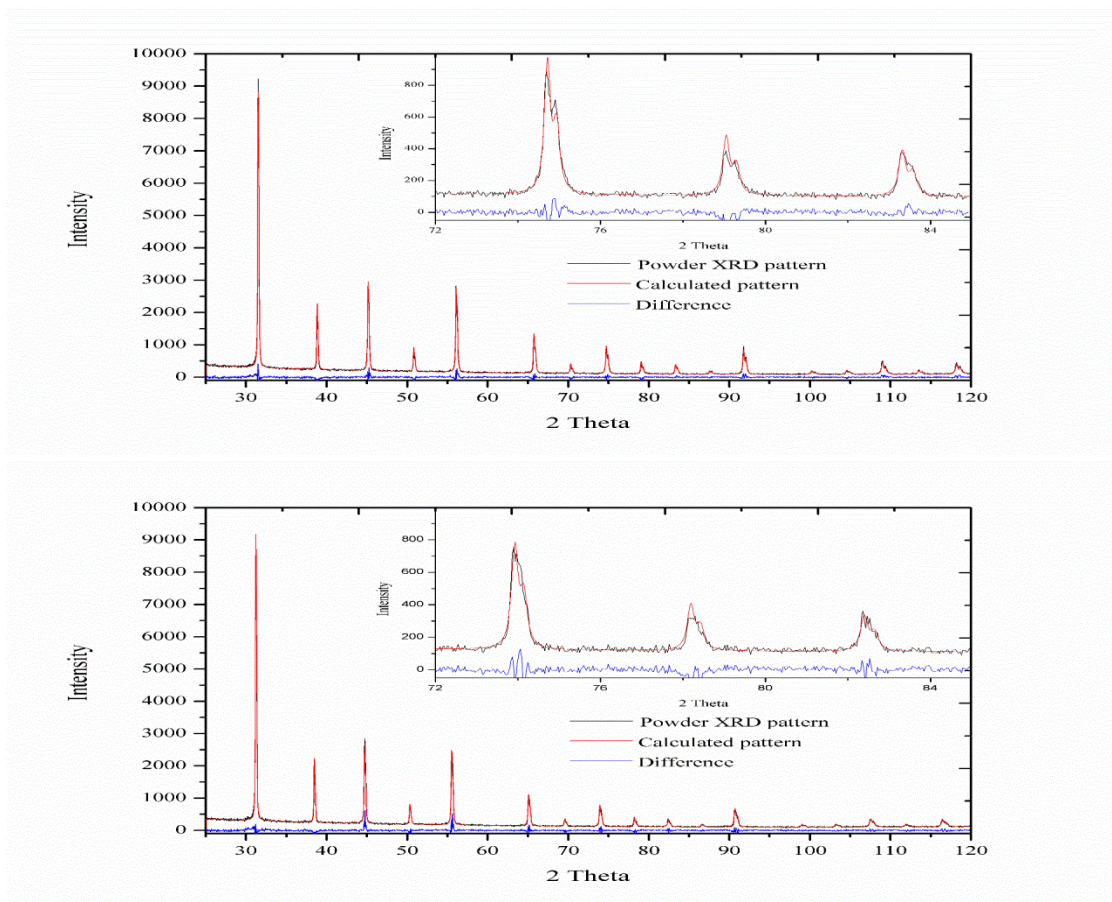 10000
9000
8000
7000
6000
5000
4000
3000
2000
1000
0
Intensity
30 40 50 60 70 80 90 100 110 120
2 Theta
800
600
400
200
0
Intensity
72 76 80 84
2 Theta
Powder XRD pattern
Calculated pattern
Difference
10000
9000
8000
7000
6000
5000
4000
3000
2000
1000
0
Intensity
30 40 50 60 70 80 90 100 110 120
2 Theta
800
600
400
200
0
Intensity
72 76 80 84
2 Theta
Powder XRD pattern
Calculated pattern
Difference